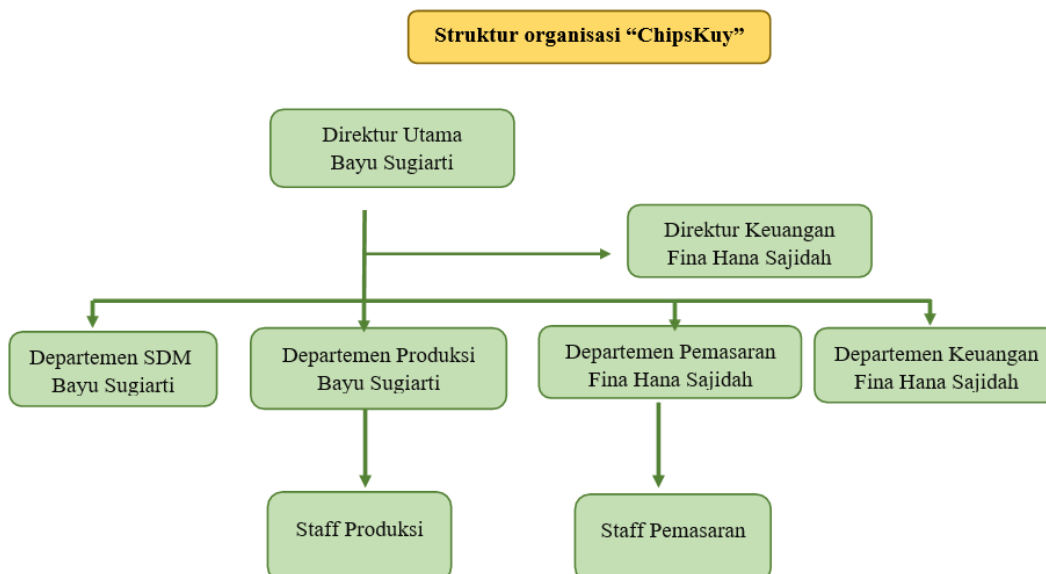 Struktur organisasi “ChipsKuy”
Direktur Utama
Bayu Sugiarti
Direktur Keuangan
Fina Hana Sajidah
Departemen SDM
Bayu Sugiarti
Departemen Produksi
Bayu Sugiarti
Departemen Pemasaran
Fina Hana Sajidah
Departemen Keuangan
Fina Hana Sajidah
Staff Produksi
Staff Pemasaran